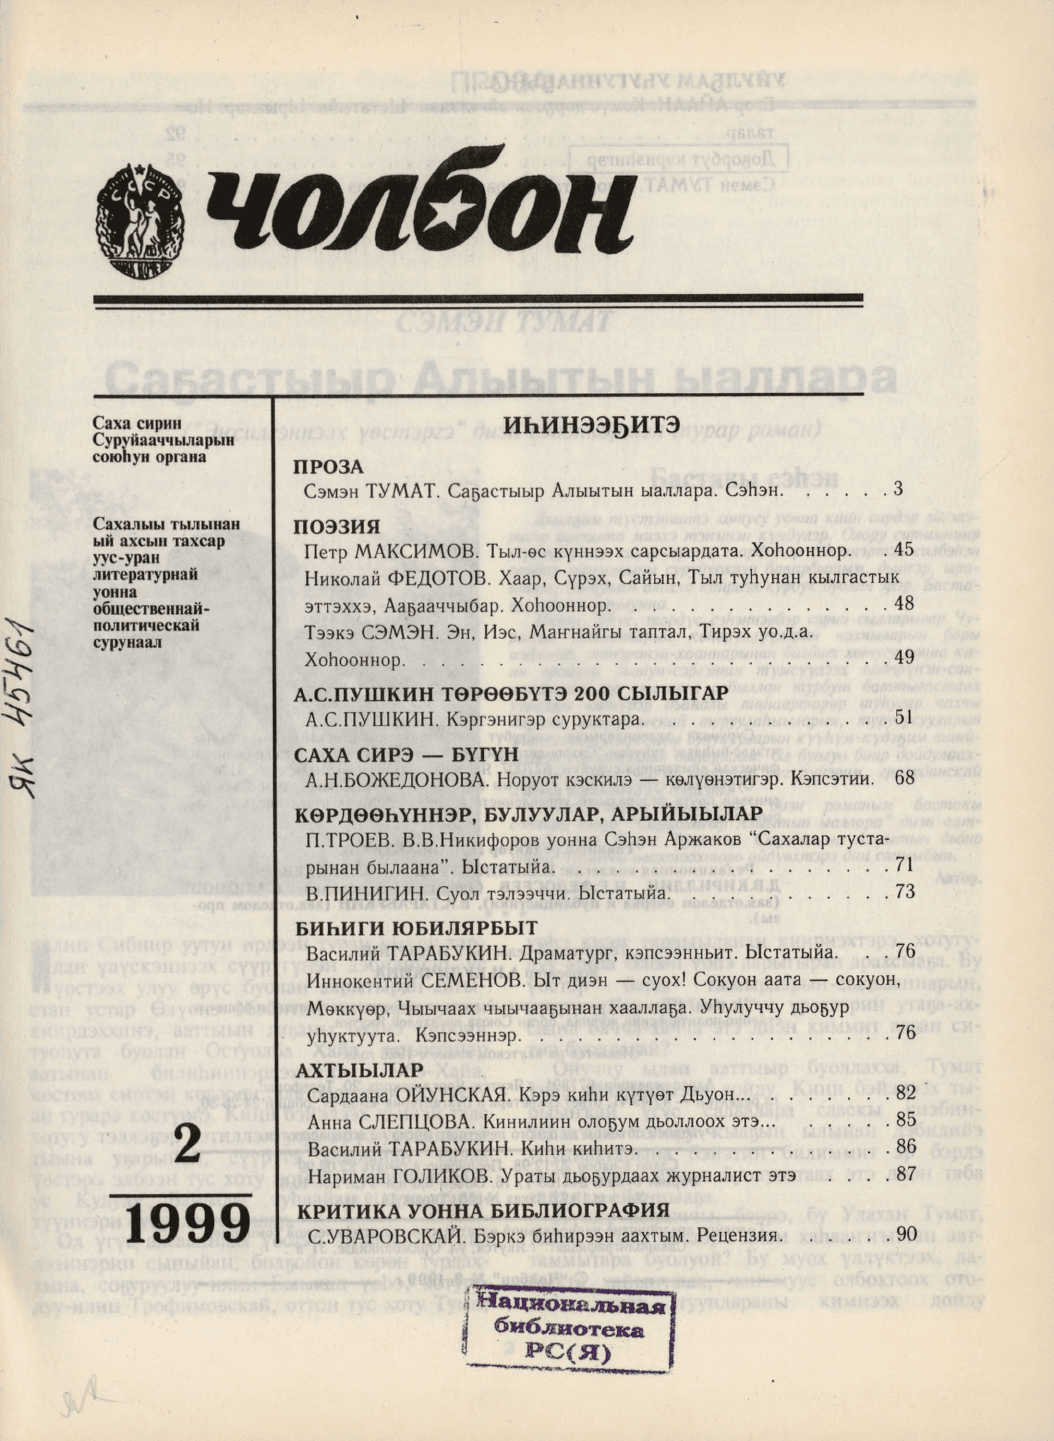 ЧОЛБОН
Саха сирин
Суруйааччыларын
союһун органа
Сахалыы тылынан
ый ахсын тахсар
уус-уран
литературнай
уонна
общественнай-
политическай
сурунаал
2
1999
ИҺИНЭЭҔИТЭ
ПРОЗА
Сэмэн ТУМАТ. Саҕастыыр Алыытын ыаллара. Сэһэн. . . . . . 3
ПОЭЗИЯ
Петр МАКСИМОВ. Тыл-өс күннээх сарсыардата. Хоһооннор. . 45
Николай ФЕДОТОВ. Хаар, Сүрэх, Сайын, Тыл туһунан кылгастык
эттэххэ, Ааҕааччыбар. Хоһооннор. . . . . . . . . . . . . . 48
Тээкэ СЭМЭН. Эн, Иэс, Маҥнайгы таптал, Тирэх уо.д.а.
Хоһооннор. . . . . . . . . . . . . . . . . . . . . . . . . 49
А.С.ПУШКИН ТӨРӨӨБҮТЭ 200 СЫЛЫГАР
А.С.ПУШКИН. Кэргэнигэр суруктара. . . . . . . . . . . . . 51
САХА СИРЭ — БҮГҮН
А.Н.БОЖЕДОНОВА. Норуот кэскилэ — көлүөнэтигэр. Кэпсэтии. 68
КӨРДӨӨҺҮННЭР, БУЛУУЛАР, АРЫЙЫЫЛАР
П.ТРОЕВ. В.В.Никифоров уонна Сэһэн Аржаков “Сахалар туста-
рынан былаана”. Ыстатыйа. . . . . . . . . . . . . . . . . . 71
В.ПИНИГИН. Суол тэлээччи. Ыстатыйа. . . . . . . . . . . . 73
БИҺИГИ ЮБИЛЯРБЫТ
Василий ТАРАБУКИН. Драматург, кэпсээнньит. Ыстатыйа. . . 76
Иннокентий СЕМЕНОВ. Ыт диэн — суох! Сокуон аата — сокуон,
Мөккүөр, Чыычаах чыычааҕынан хааллаҕа. Уһулуччу дьоҕур
уһуктуута. Кэпсээннэр. . . . . . . . . . . . . . . . . . . . 76
АХТЫЫЛАР
Сардаана ОЙУНСКАЯ. Кэрэ киһи күтүөт Дьуон... . . . . . . . 82
Анна СЛЕПЦОВА. Кинилиин олоҕум дьоллоох этэ... . . . . . 85
Василий ТАРАБУКИН. Киһи киһитэ. . . . . . . . . . . . . . 86
Нариман ГОЛИКОВ. Ураты дьоҕурдаах журналист этэ . . . . 87
КРИТИКА УОННА БИБЛИОГРАФИЯ
С.УВАРОВСКАЙ. Бэркэ биһирээн аахтым. Рецензия. . . . . . 90
Национальная
библиотека
РС(Я)
ЯК 45461